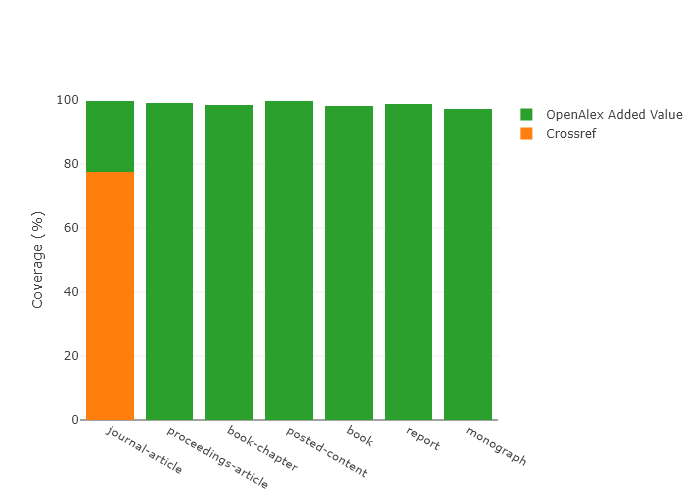 100
80
60
40
20
0
Coverage (%)
journal-article
proceedings-article
book-chapter
posted-content
book
report
monograph
OpenAlex Added Value
Crossref